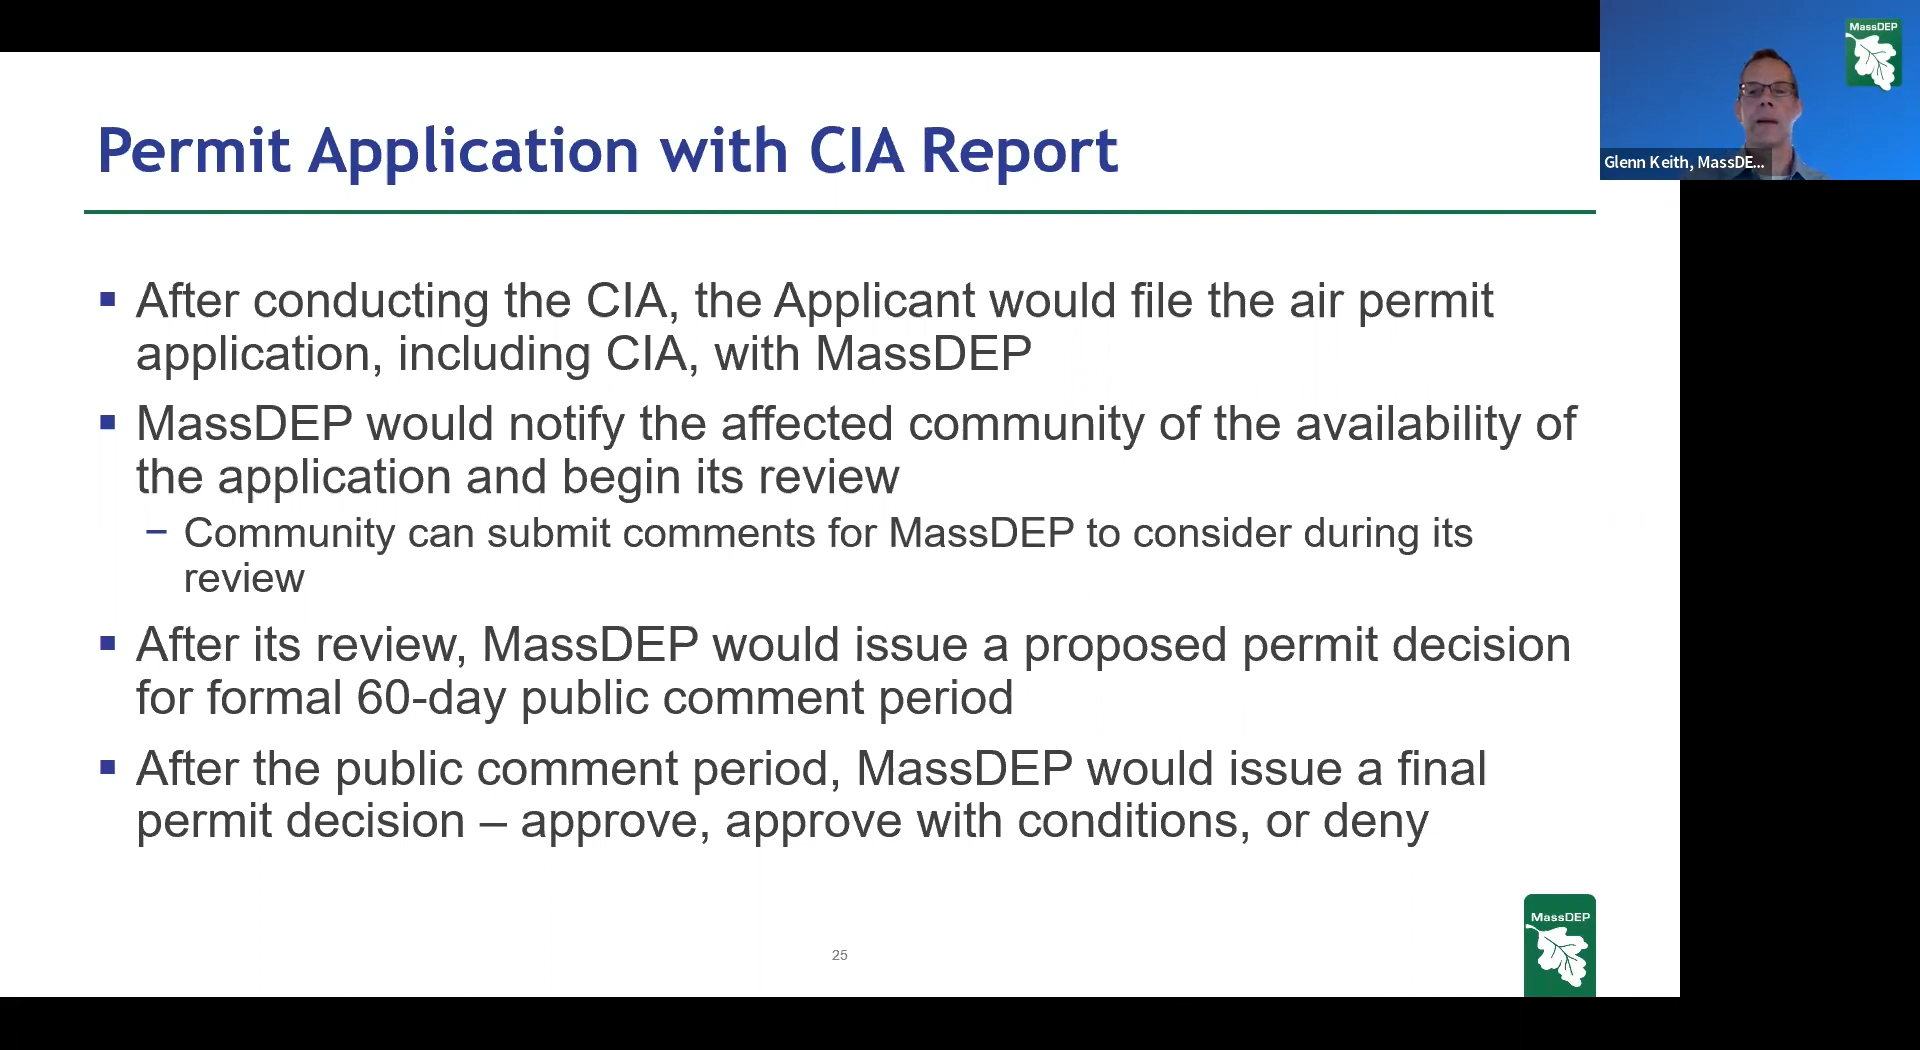 Permit Application with CIA Report
After conducting the CIA, the Applicant would file the air permit
application, including CIA, with MassDEP
MassDEP would notify the affected community of the availability of
the application and begin its review
– Community can submit comments for MassDEP to consider during its
review
After its review, MassDEP would issue a proposed permit decision
for formal 60-day public comment period
After the public comment period, MassDEP would issue a final
permit decision – approve, approve with conditions, or deny
25
MassDEP
MassDEP
Glenn Keith, MassDE...